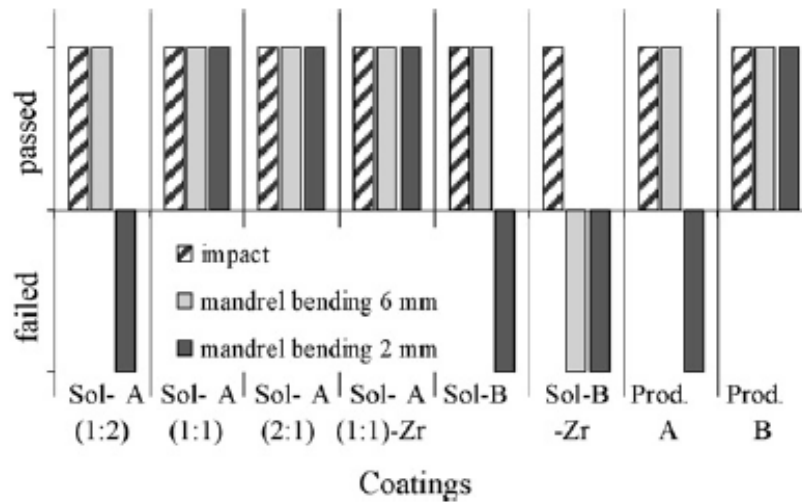 passed
failed
impact
mandrel bending 6 mm
mandrel bending 2 mm
Sol- A Sol- A Sol- A Sol- A Sol-B Sol-B Prod. Prod.
(1:2) (1:1) (2:1) (1:1)-Zr -Zr A B
Coatings